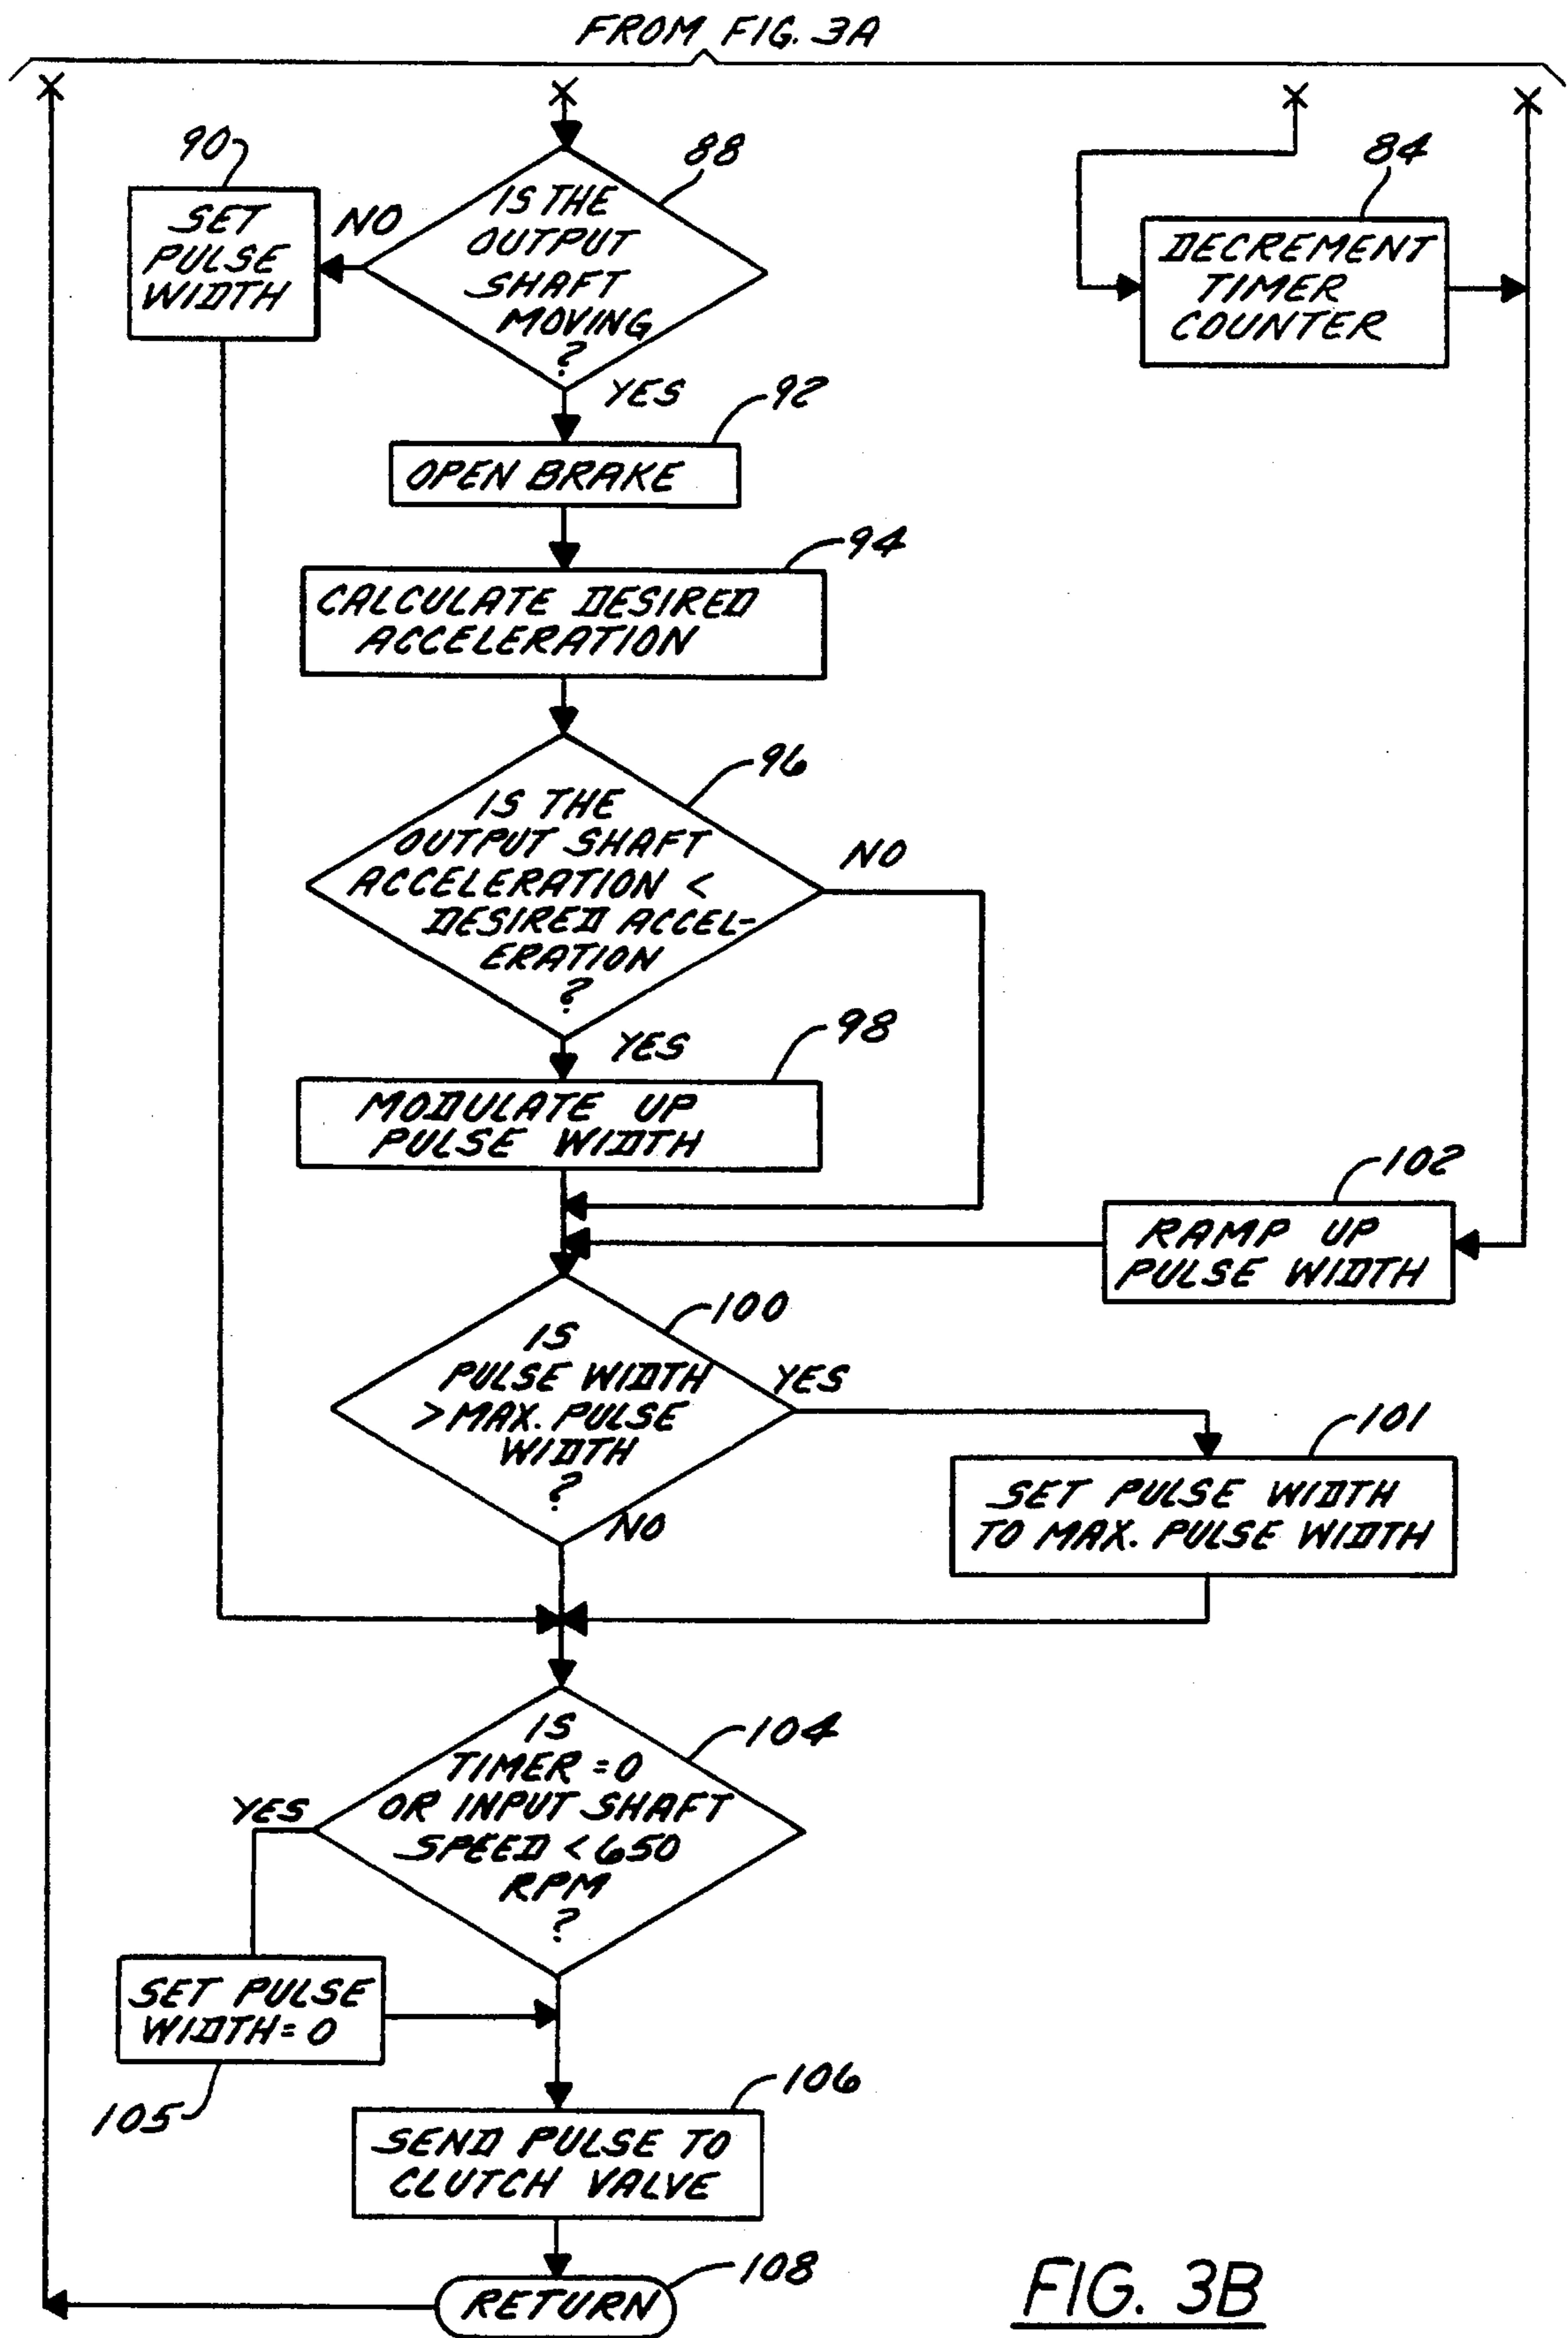 FROM FIG. 3A
90
88
84
SET
PULSE
WIDTH
NO
IS THE
OUTPUT
SHAFT
MOVING
?
YES
DECREMENT
TIMER
COUNTER
92
OPEN BRAKE
94
CALCULATE DESIRED
ACCELERATION
96
IS THE
OUTPUT SHAFT
ACCELERATION <
DESIRED ACCEL-
ERATION
?
NO
YES
98
MODULATE UP
PULSE WIDTH
102
RAMP UP
PULSE WIDTH
100
IS
PULSE WIDTH
> MAX. PULSE
WIDTH
?
YES
NO
101
SET PULSE WIDTH
TO MAX. PULSE WIDTH
104
IS
TIMER = 0
OR INPUT SHAFT
SPEED < 650
RPM
?
YES
SET PULSE
WIDTH = 0
105
106
SEND PULSE TO
CLUTCH VALVE
108
RETURN
FIG. 3B